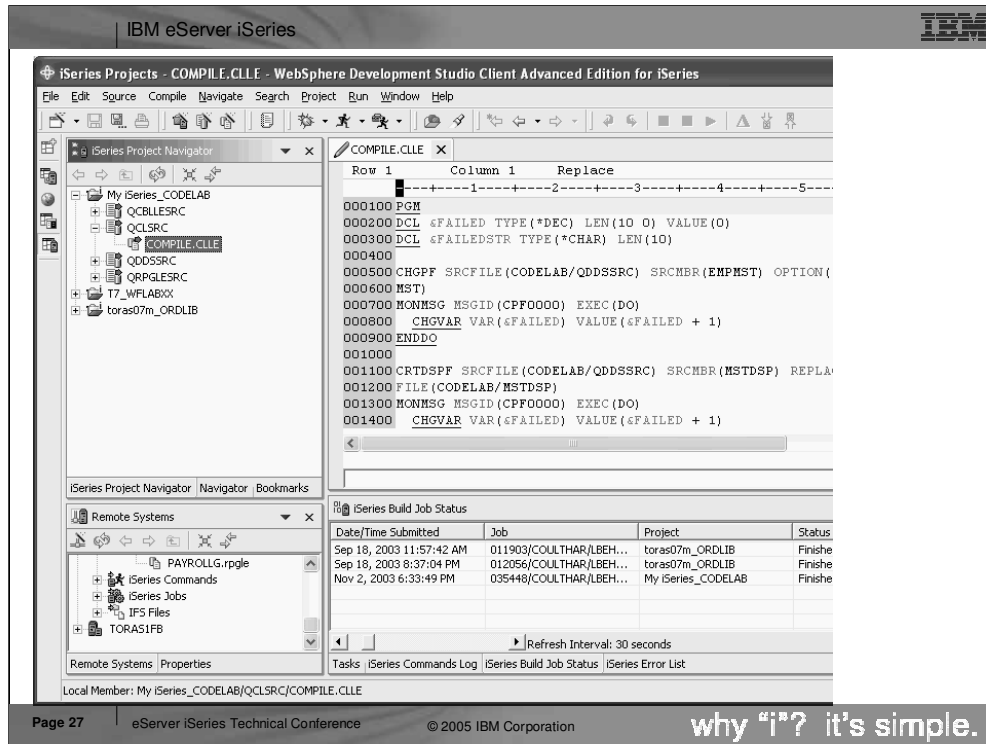 IBM eServer iSeries
IBM
iSeries Projects - COMPILE.CLLE - WebSphere Development Studio Client Advanced Edition for iSeries
File Edit Source Compile Navigate Search Project Run Window Help
iSeries Project Navigator
My iSeries_CODELAB
QCBLLESRC
QCLSRC
COMPILE.CLLE
QDDSSRC
QRPGLESRC
T7_WFLABXX
toras07m_ORDLIB
iSeries Project Navigator Navigator Bookmarks
COMPILE.CLLE
Row 1 Column 1 Replace
----+----1----+----2----+----3----+----4----+----5---
000100 PGM
000200 DCL &FAILED TYPE(*DEC) LEN(10 0) VALUE(0)
000300 DCL &FAILEDSTR TYPE(*CHAR) LEN(10)
000400
000500 CHGPF SRCFILE(CODELAB/QDDSSRC) SRCMBR(EMPMST) OPTION(
000600 MST)
000700 MONMSG MSGID(CPF0000) EXEC(DO)
000800 CHGVAR VAR(&FAILED) VALUE(&FAILED + 1)
000900 ENDDO
001000
001100 CRTDSPF SRCFILE(CODELAB/QDDSSRC) SRCMBR(MSTDSP) REPLA
001200 FILE(CODELAB/MSTDSP)
001300 MONMSG MSGID(CPF0000) EXEC(DO)
001400 CHGVAR VAR(&FAILED) VALUE(&FAILED + 1)
Remote Systems
PAYROLLG.rpgle
iSeries Commands
iSeries Jobs
IFS Files
TORAS1FB
Remote Systems Properties
iSeries Build Job Status
Date/Time Submitted Job Project Status
Sep 18, 2003 11:57:42 AM 011903/COULTHAR/LBEH... toras07m_ORDLIB Finishe
Sep 18, 2003 8:37:04 PM 012056/COULTHAR/LBEH... toras07m_ORDLIB Finishe
Nov 2, 2003 6:33:49 PM 035448/COULTHAR/LBEH... My iSeries_CODELAB Finishe
Refresh Interval: 30 seconds
Tasks iSeries Commands Log iSeries Build Job Status iSeries Error List
Local Member: My iSeries_CODELAB/QCLSRC/COMPILE.CLLE
Page 27 eServer iSeries Technical Conference © 2005 IBM Corporation why "i"? it's simple.